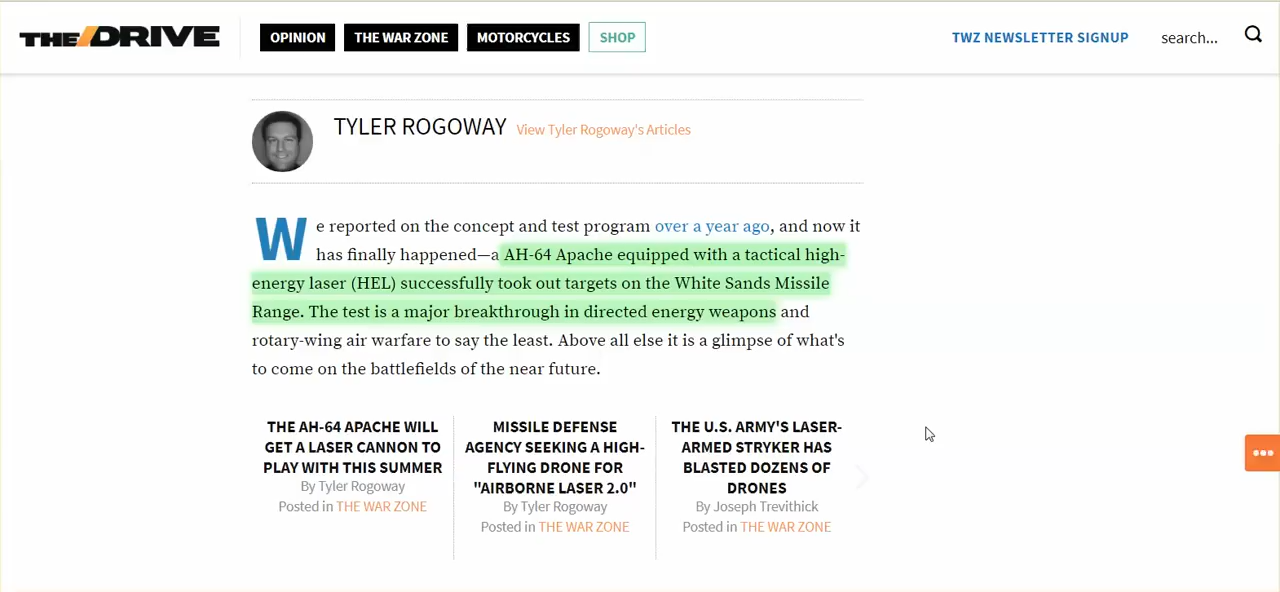 THE/DRIVE
OPINION
THE WAR ZONE
MOTORCYCLES
SHOP
TWZ NEWSLETTER SIGNUP
search...
TYLER ROGOWAY View Tyler Rogoway's Articles
We reported on the concept and test program over a year ago, and now it
has finally happened—a AH-64 Apache equipped with a tactical high-
energy laser (HEL) successfully took out targets on the White Sands Missile
Range. The test is a major breakthrough in directed energy weapons and
rotary-wing air warfare to say the least. Above all else it is a glimpse of what's
to come on the battlefields of the near future.
THE AH-64 APACHE WILL
GET A LASER CANNON TO
PLAY WITH THIS SUMMER
By Tyler Rogoway
Posted in THE WAR ZONE
MISSILE DEFENSE
AGENCY SEEKING A HIGH-
FLYING DRONE FOR
"AIRBORNE LASER 2.0"
By Tyler Rogoway
Posted in THE WAR ZONE
THE U.S. ARMY'S LASER-
ARMED STRYKER HAS
BLASTED DOZENS OF
DRONES
By Joseph Trevithick
Posted in THE WAR ZONE